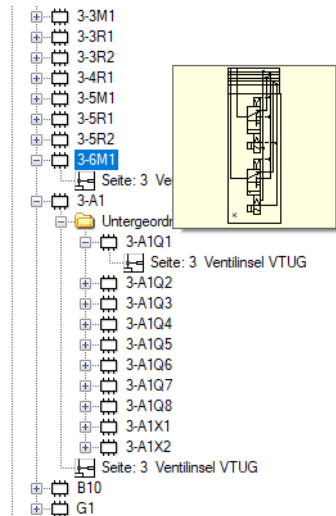 3-3M1
3-3R1
3-3R2
3-4R1
3-5M1
3-5R1
3-5R2
3-6M1
Seite: 3 Ve
3-A1
Untergeordn
3-A1Q1
Seite: 3 Ventilinsel VTUG
3-A1Q2
3-A1Q3
3-A1Q4
3-A1Q5
3-A1Q6
3-A1Q7
3-A1Q8
3-A1X1
3-A1X2
Seite: 3 Ventilinsel VTUG
B10
G1
K